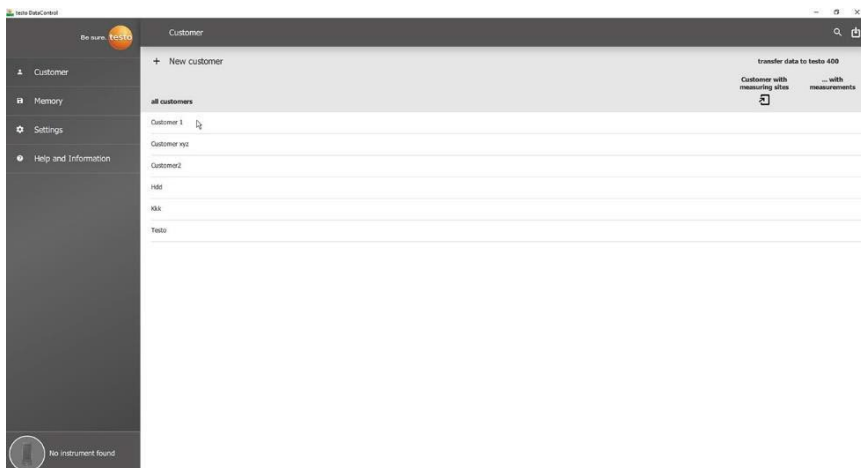 testo DataControl
Be sure. testo
Customer
Customer
Memory
Settings
Help and Information
+ New customer
transfer data to testo 400
Customer with
measuring sites
... with
measurements
all customers
Customer 1
Customer xyz
Customer2
Hdd
Kkk
Testo
No instrument found